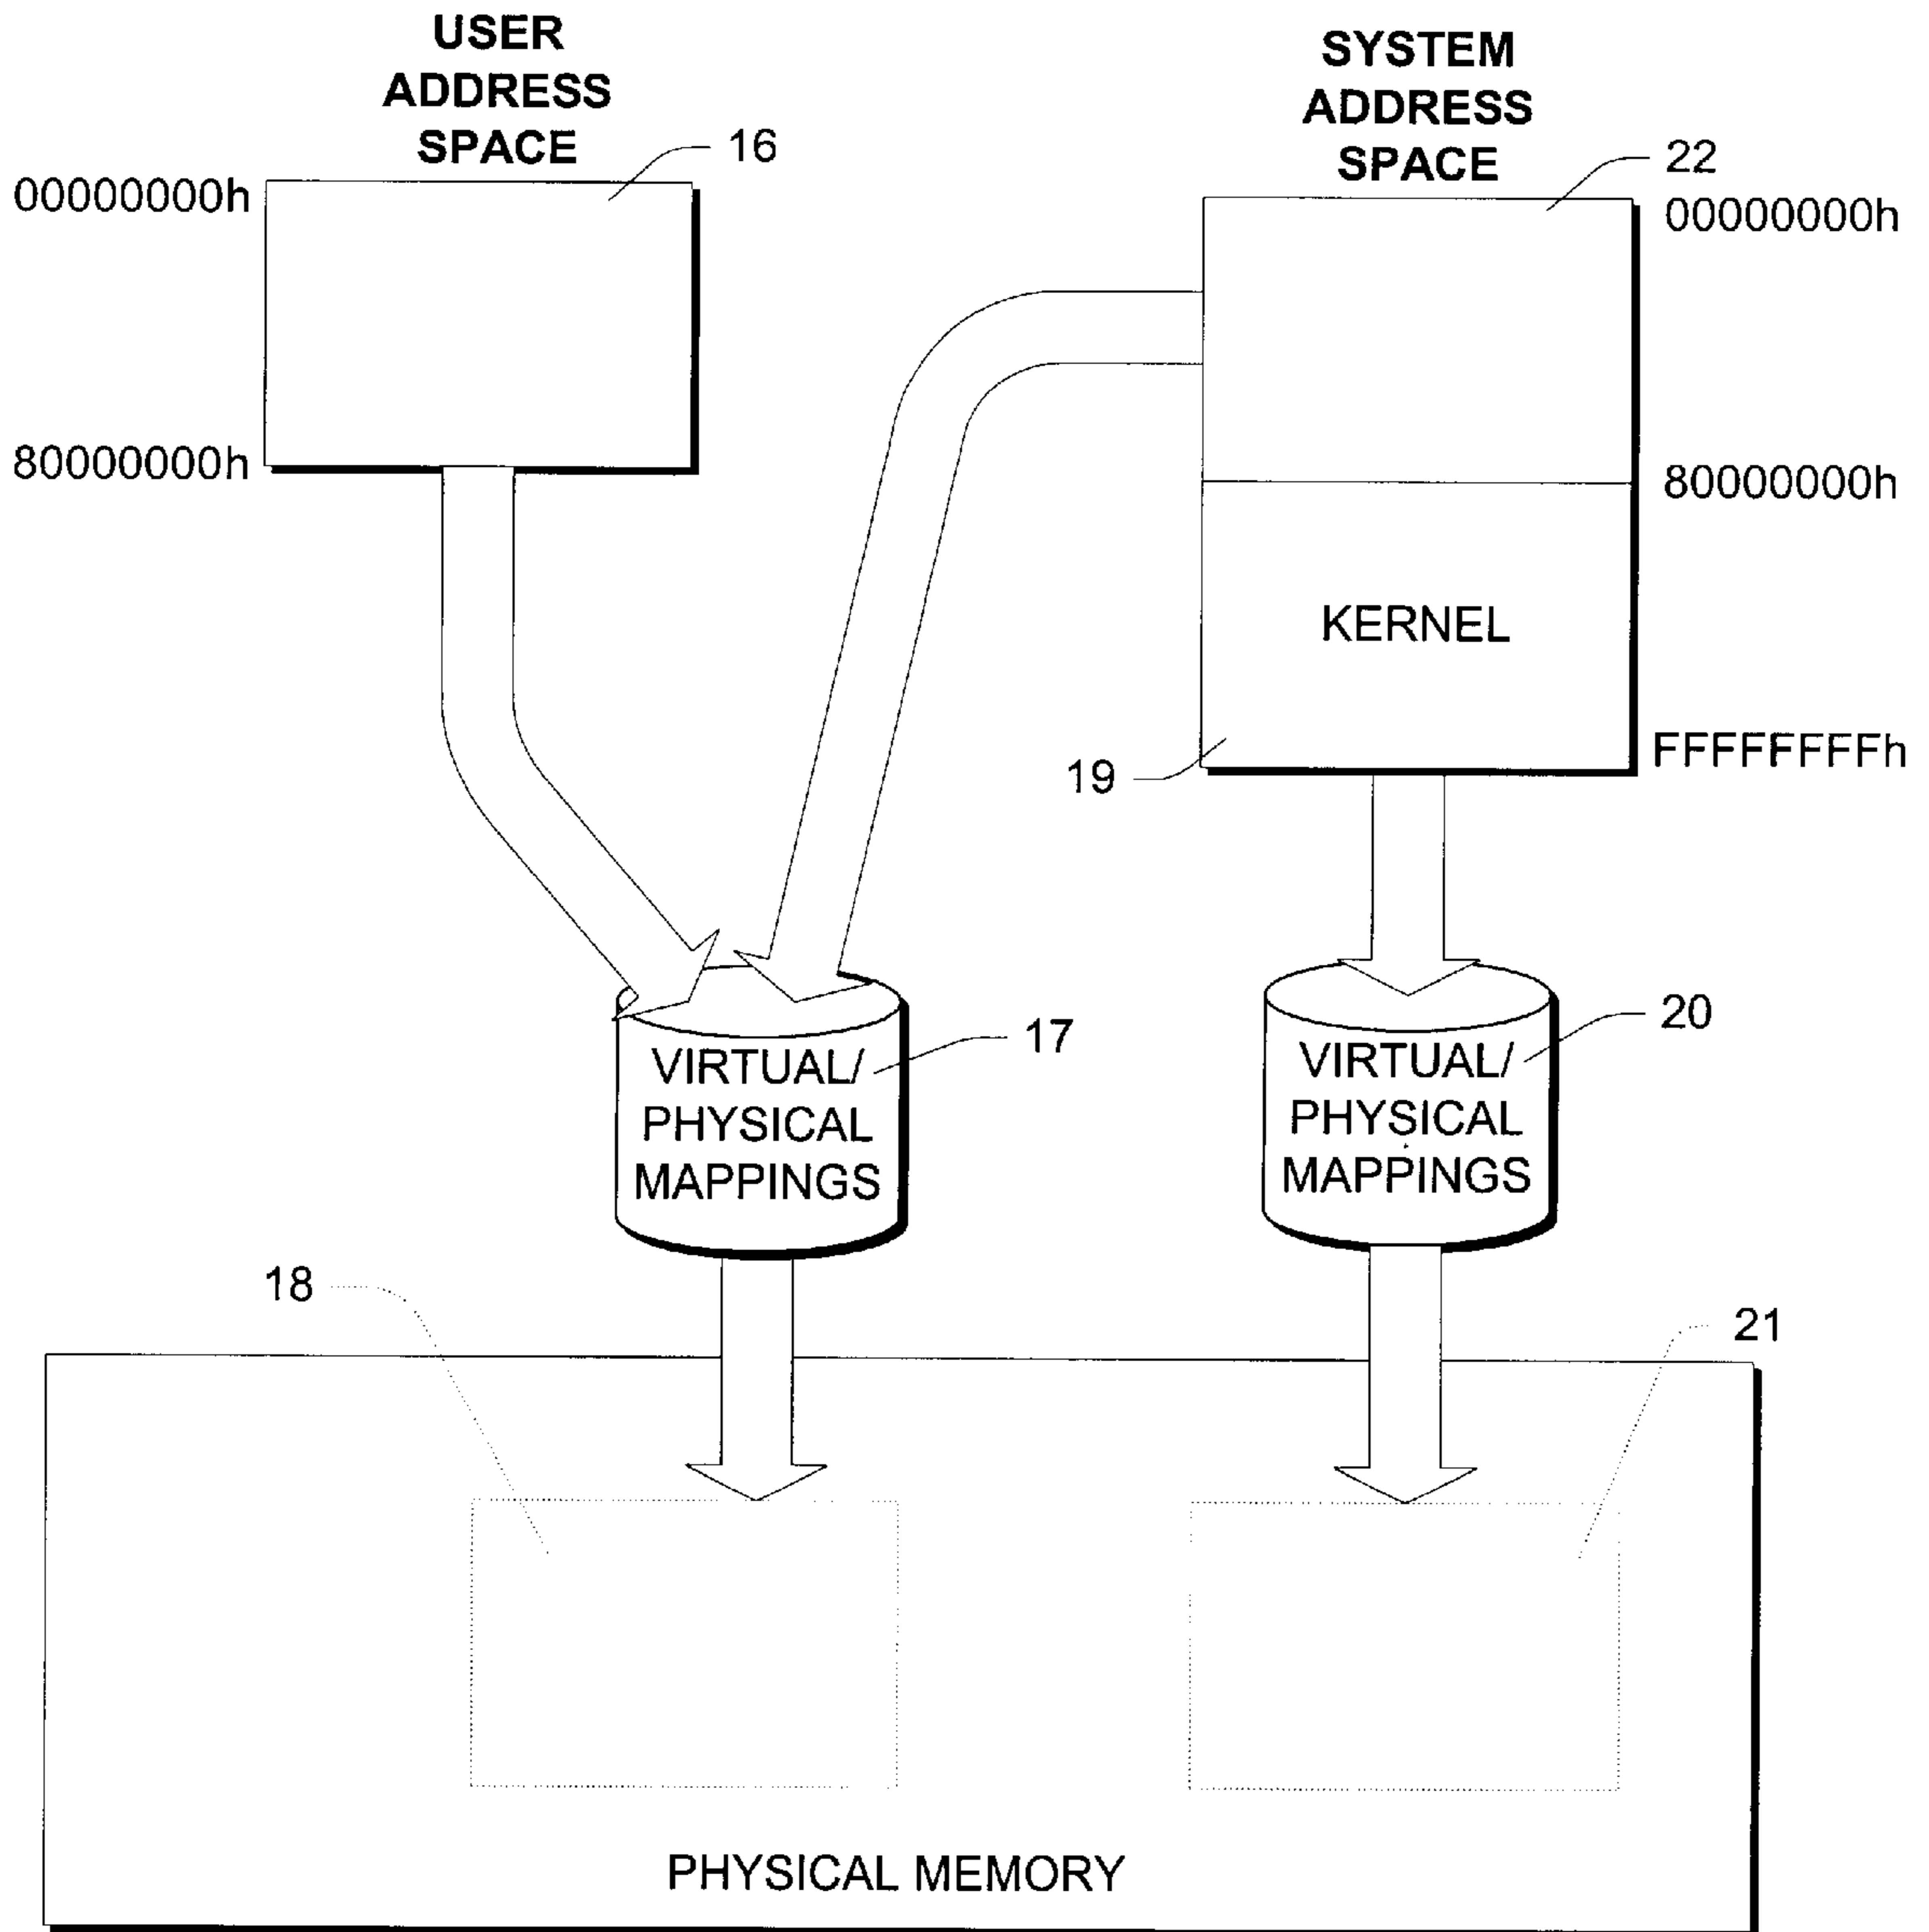 USER
ADDRESS
SPACE
16
00000000h
80000000h
SYSTEM
ADDRESS
SPACE
22
00000000h
80000000h
KERNEL
19
FFFFFFFFh
VIRTUAL/
PHYSICAL
MAPPINGS
17
VIRTUAL/
PHYSICAL
MAPPINGS
20
18
21
PHYSICAL MEMORY